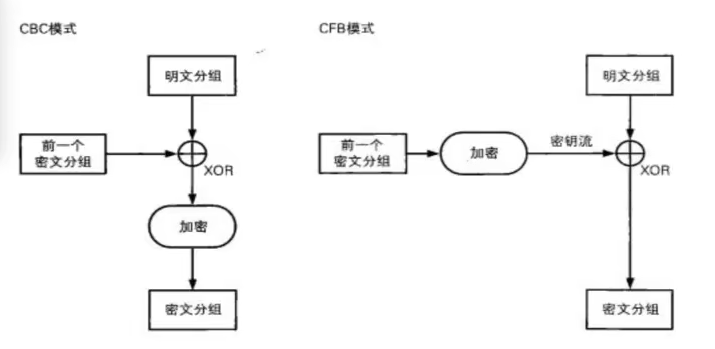 CBC模式
CFB模式
明文分组
明文分组
前一个
密文分组
XOR
前一个
密文分组
加密
密钥流
XOR
加密
密文分组
密文分组